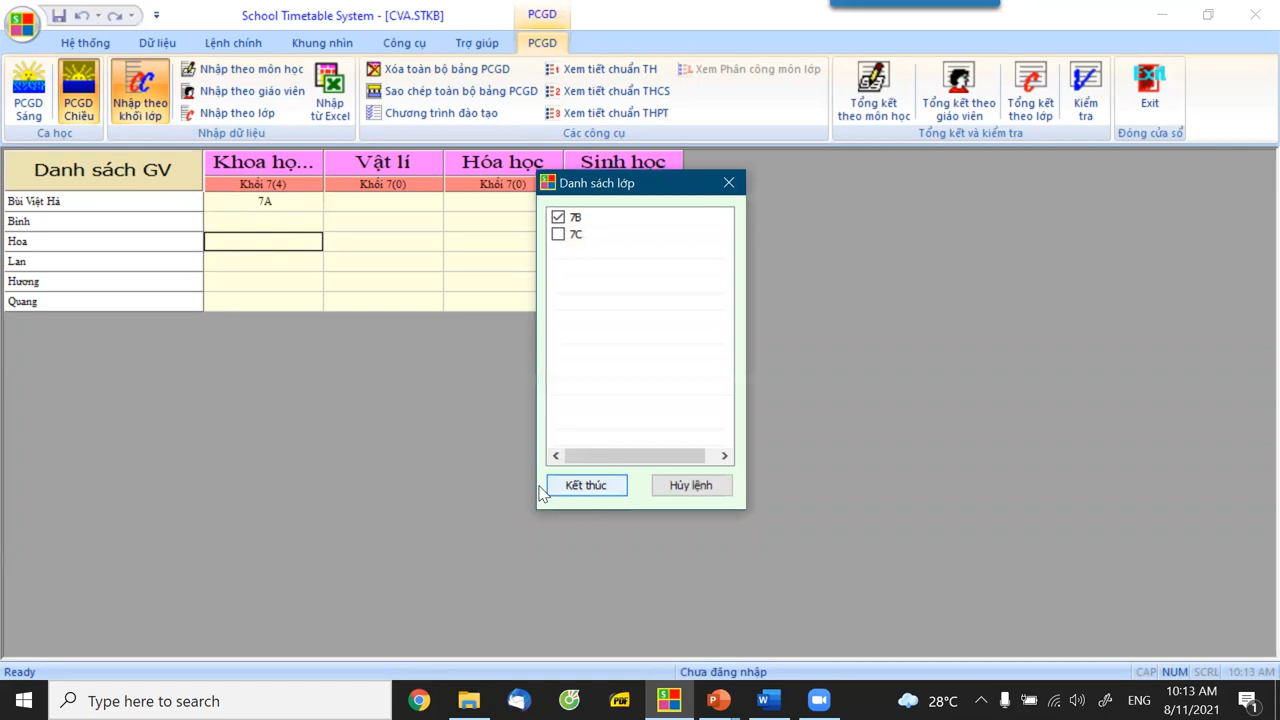 School Timetable System - [CVA.STKB]
PCGD
Hệ thống
Dữ liệu
Lệnh chính
Khung nhìn
Công cụ
Trợ giúp
PCGD
PCGD Sáng
PCGD Chiều
Ca học
Nhập theo khối lớp
Nhập theo môn học
Nhập theo giáo viên
Nhập theo lớp
Nhập từ Excel
Nhập dữ liệu
Xóa toàn bộ bảng PCGD
Sao chép toàn bộ bảng PCGD
Chương trình đào tạo
Xem tiết chuẩn TH
Xem tiết chuẩn THCS
Xem tiết chuẩn THPT
Xem Phân công môn lớp
Các công cụ
Tổng kết theo môn học
Tổng kết theo giáo viên
Tổng kết theo lớp
Kiểm tra
Tổng kết và kiểm tra
Exit
Đóng cửa sổ
Danh sách GV
Khoa họ...
Vật lí
Hóa học
Sinh học
Khối 7(4)
Khối 7(0)
Khối 7(0)
Bùi Việt Hà
7A
Bình
Hoa
Lan
Hương
Quang
Danh sách lớp
7B
7C
Kết thúc
Hủy lệnh
Ready
Chưa đăng nhập
CAP
NUM
SCRL
10:13 AM
Type here to search
28°C
ENG
10:13 AM
8/11/2021
1